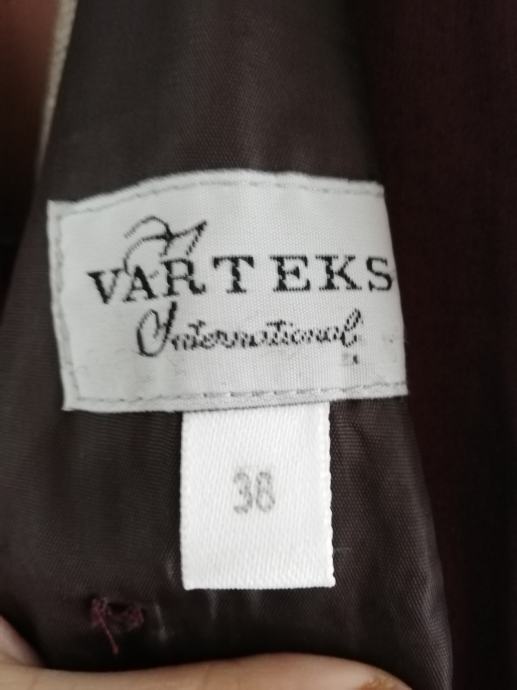 VARTEKS
International
38